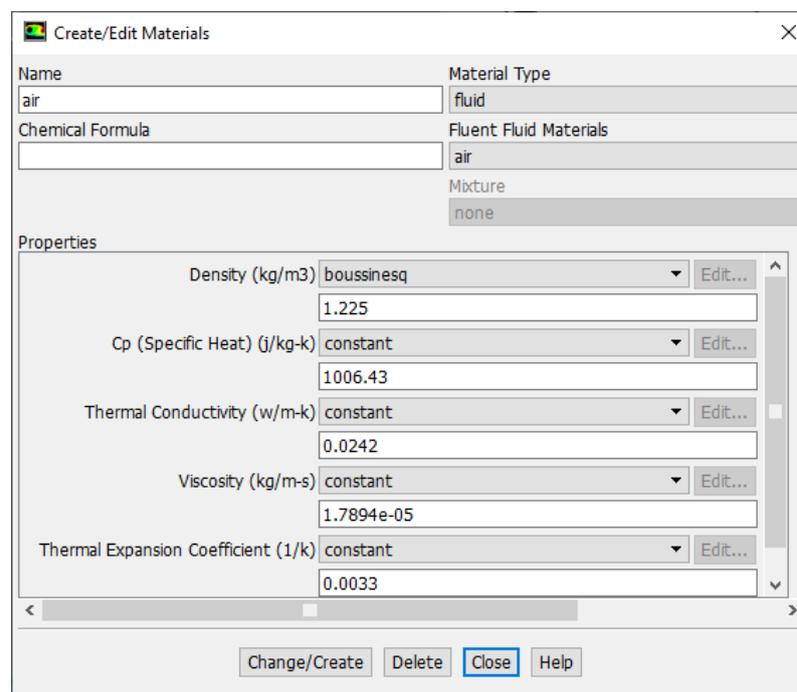 Create/Edit Materials
Name
Material Type
air
fluid
Chemical Formula
Fluent Fluid Materials
air
Mixture
none
Properties
Density (kg/m3) boussinesq Edit...
1.225
Cp (Specific Heat) (j/kg-k) constant Edit...
1006.43
Thermal Conductivity (w/m-k) constant Edit...
0.0242
Viscosity (kg/m-s) constant Edit...
1.7894e-05
Thermal Expansion Coefficient (1/k) constant Edit...
0.0033
Change/Create Delete Close Help